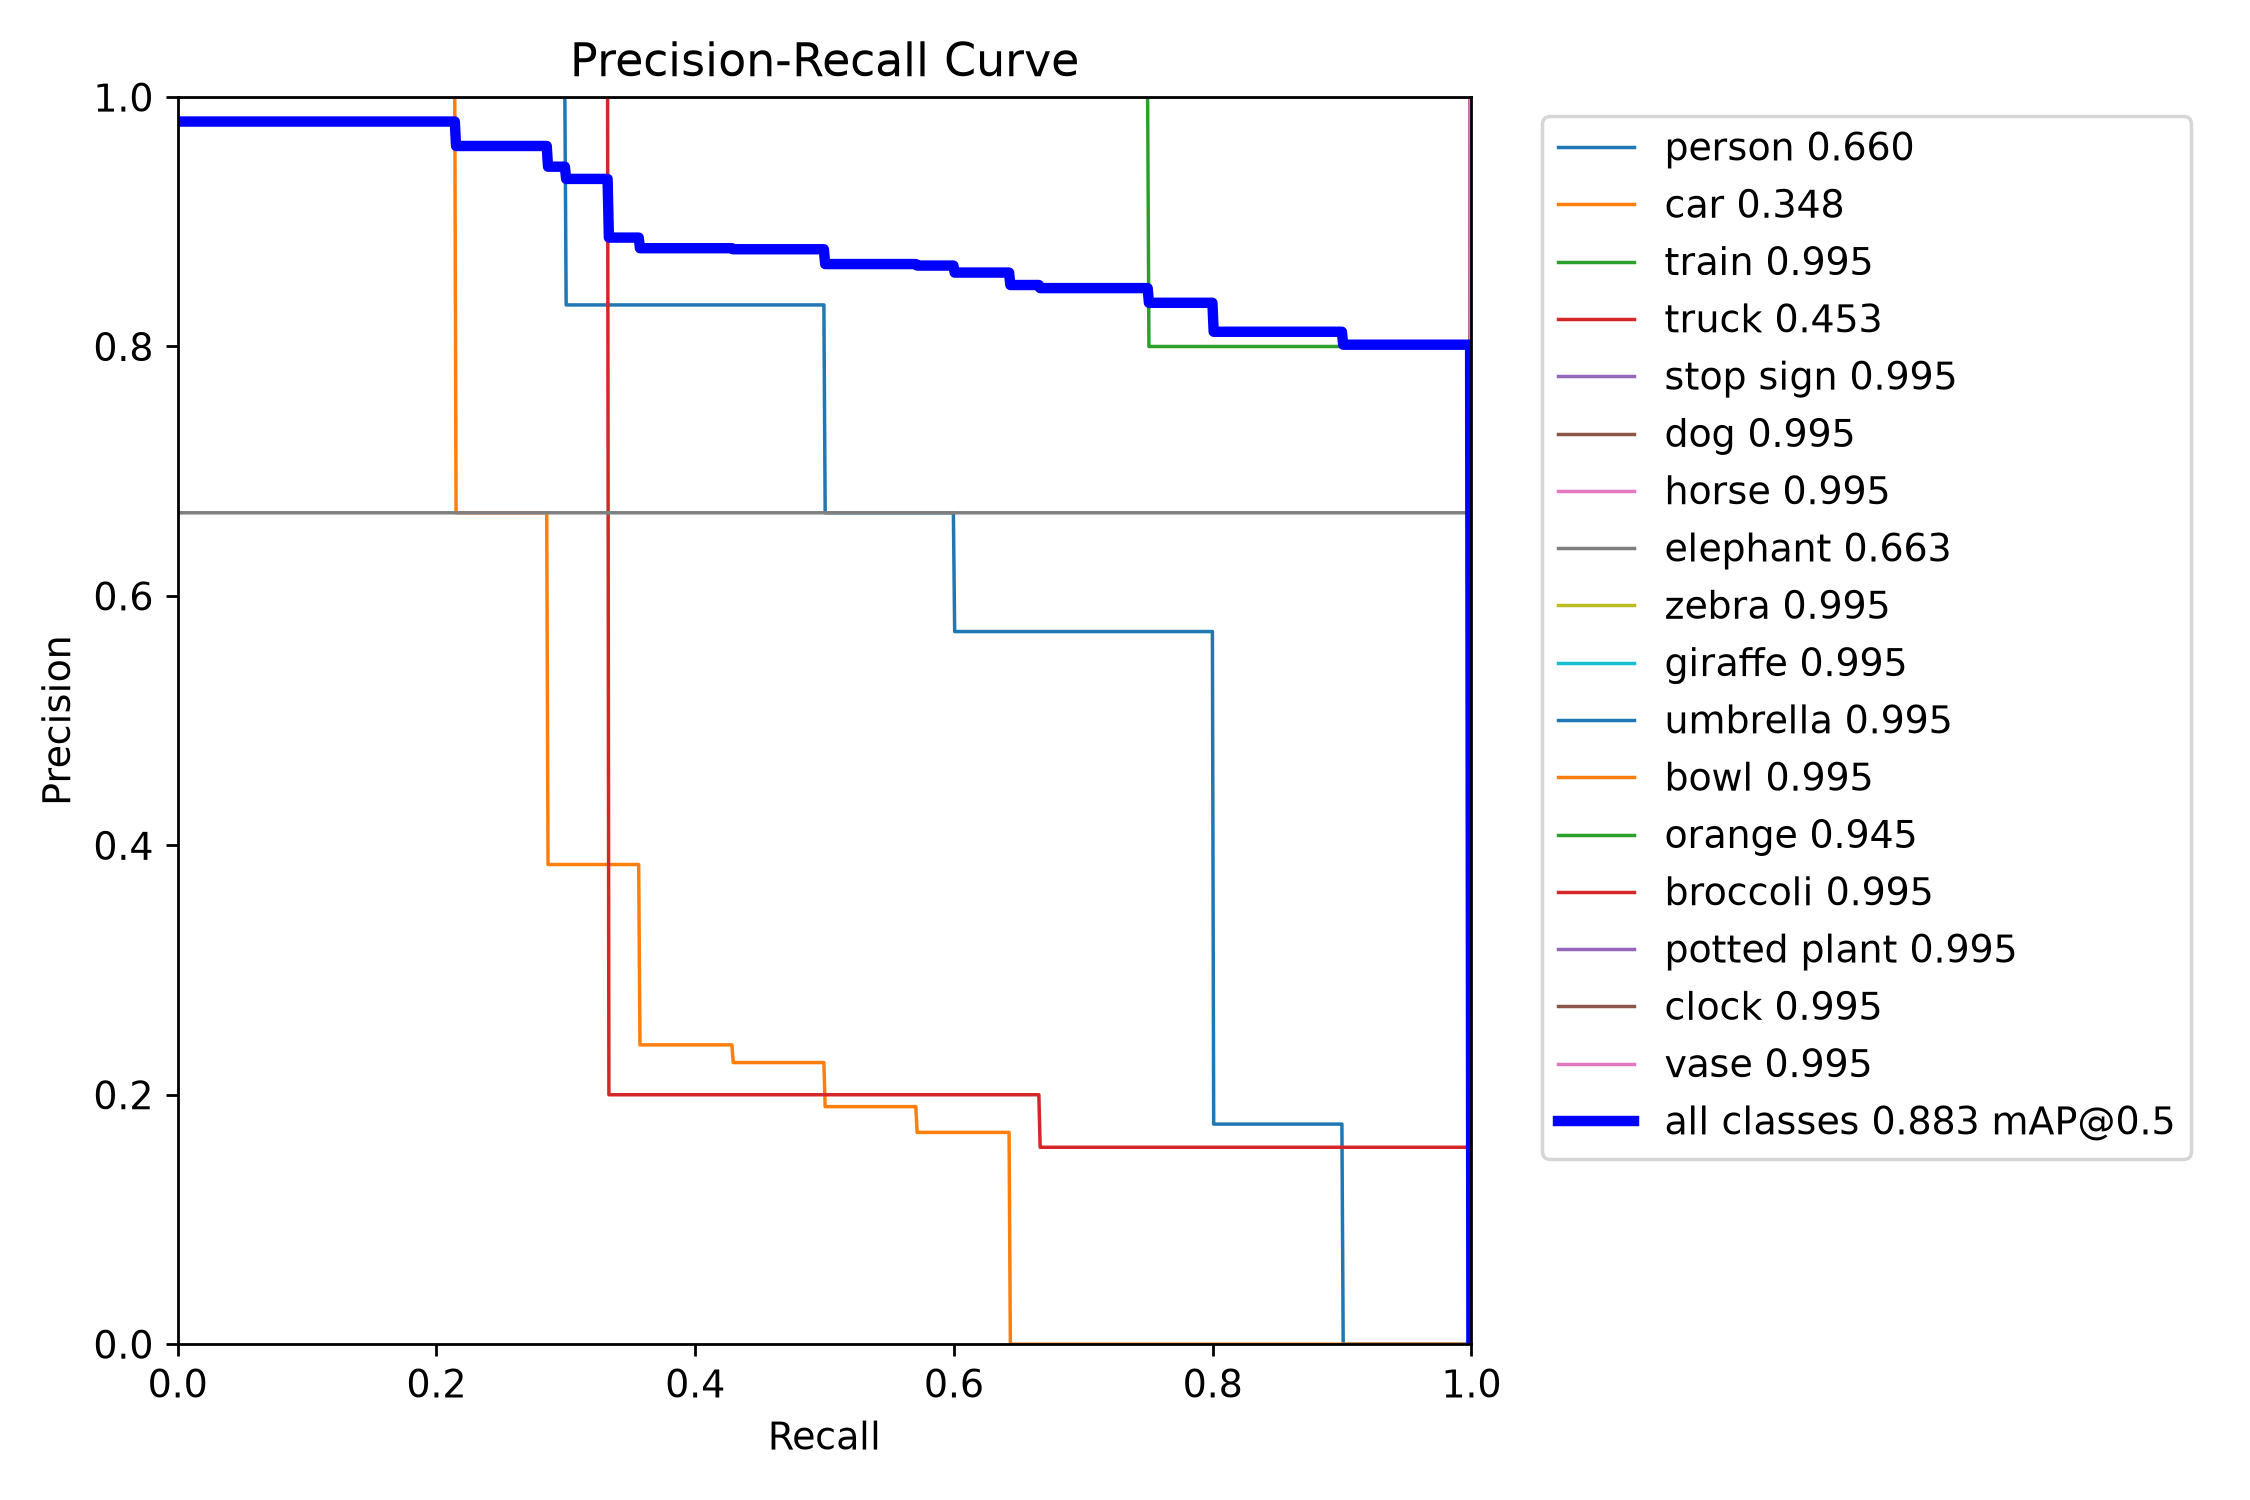 Precision-Recall Curve
1.0
0.8
0.6
0.4
0.2
0.0
Precision
0.0 0.2 0.4 0.6 0.8 1.0
Recall
person 0.660
car 0.348
train 0.995
truck 0.453
stop sign 0.995
dog 0.995
horse 0.995
elephant 0.663
zebra 0.995
giraffe 0.995
umbrella 0.995
bowl 0.995
orange 0.945
broccoli 0.995
potted plant 0.995
clock 0.995
vase 0.995
all classes 0.883 mAP@0.5